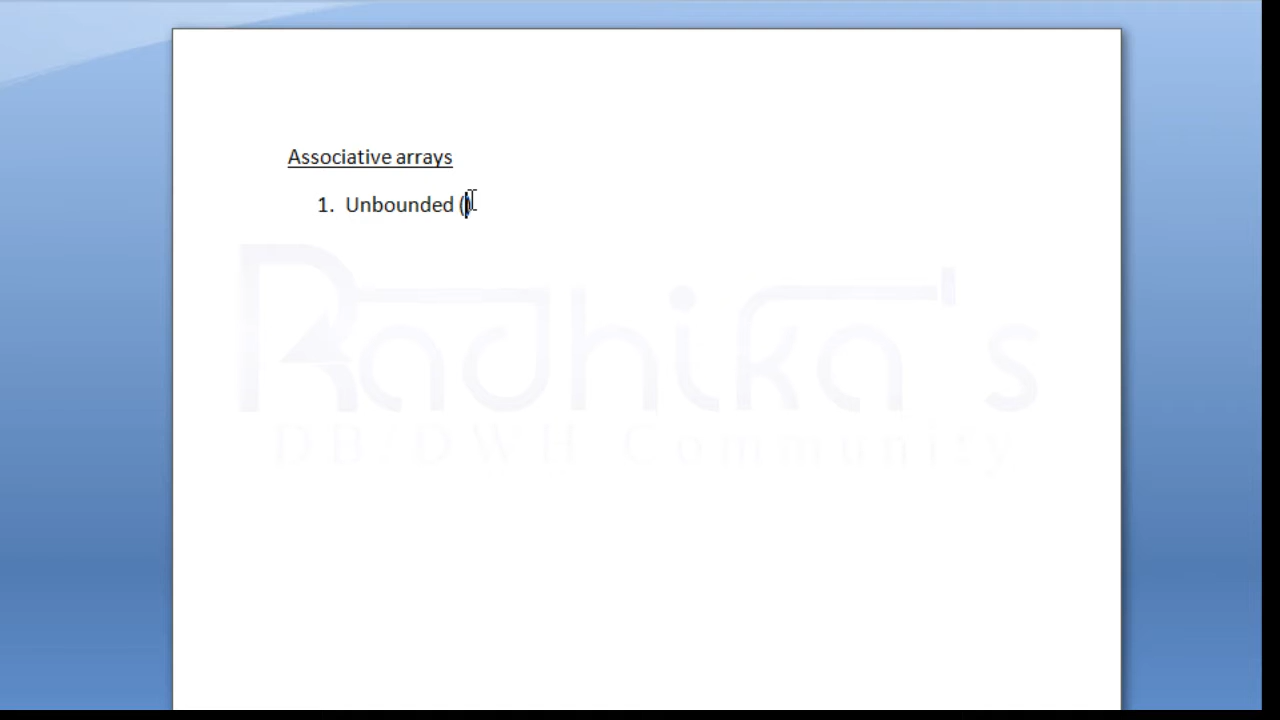 Associative arrays
1. Unbounded ()
Radhika's
DB/DWH Community